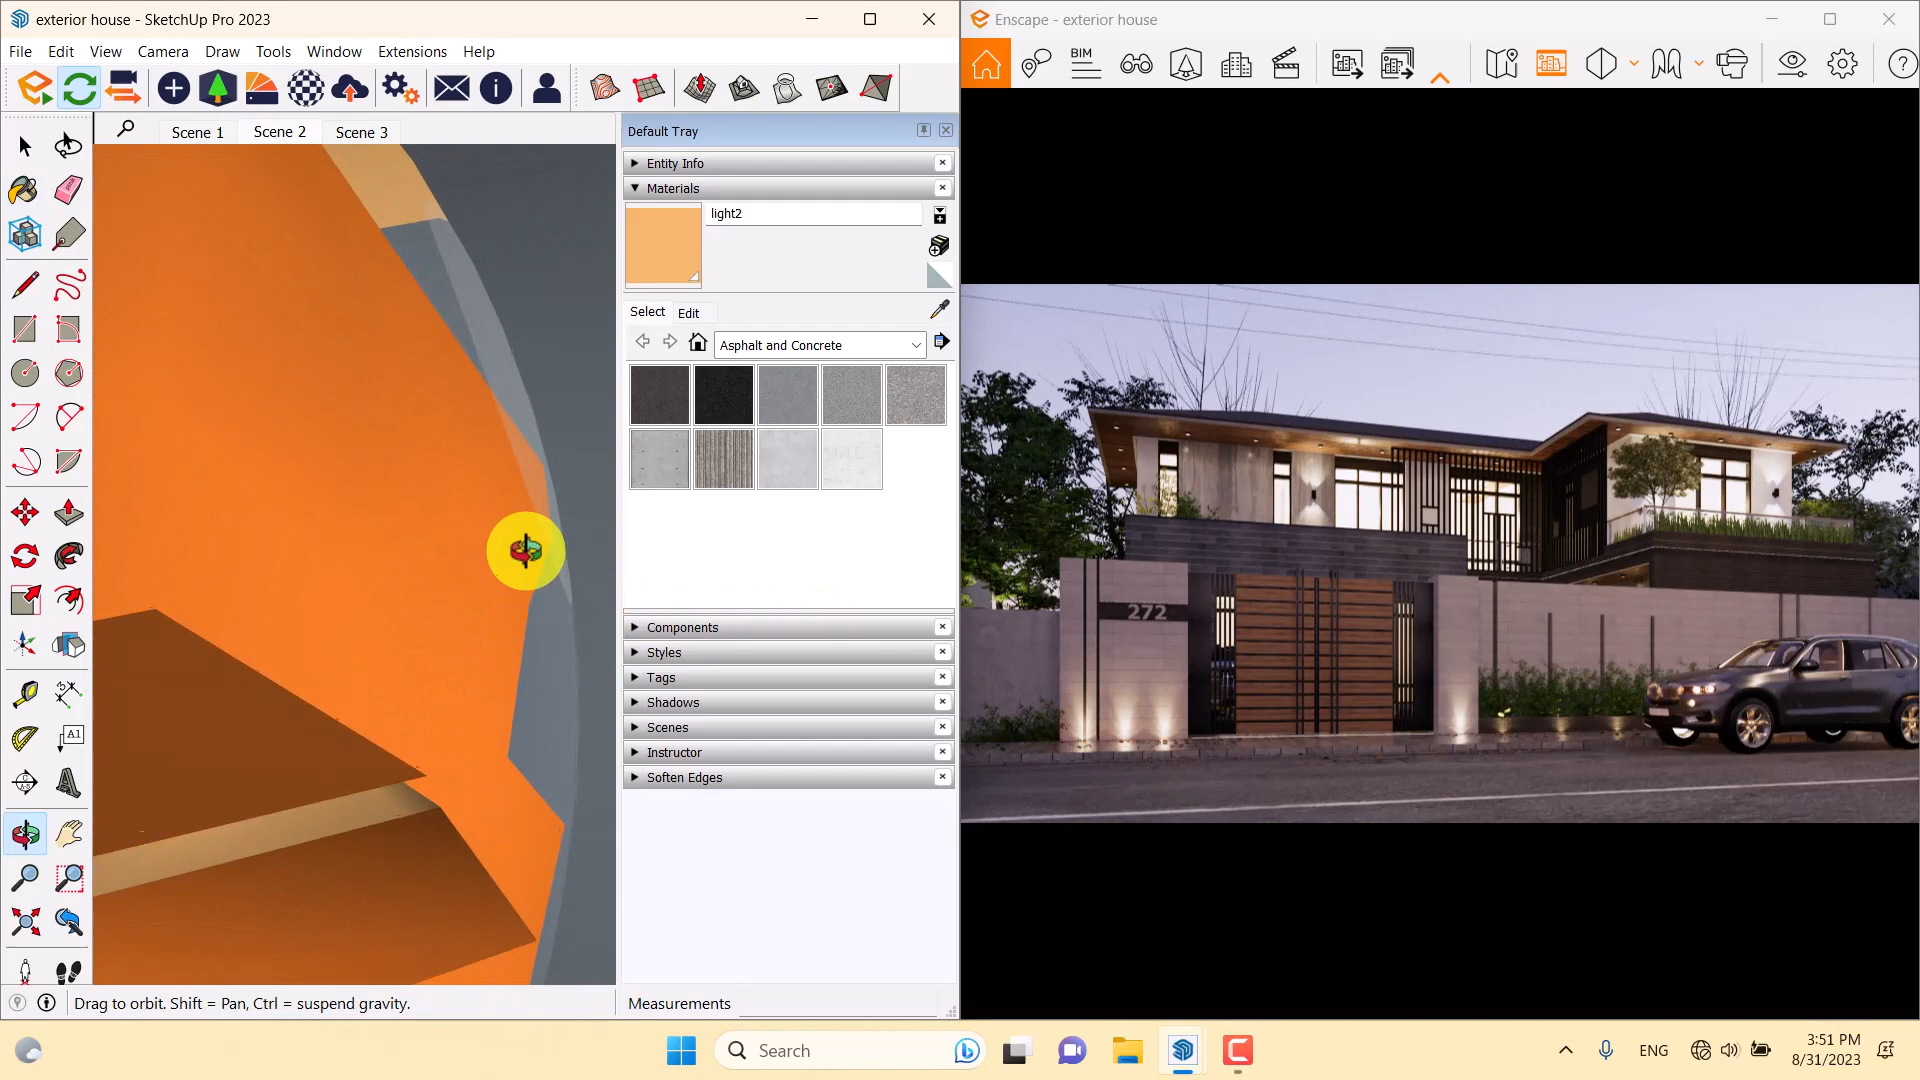 exterior house - SketchUp Pro 2023
File Edit View Camera Draw Tools Window Extensions Help
Scene 1 Scene 2 Scene 3
Default Tray
Entity Info
Materials
light2
Select Edit
Asphalt and Concrete
Components
Styles
Tags
Shadows
Scenes
Instructor
Soften Edges
A1
Drag to orbit. Shift = Pan, Ctrl = suspend gravity.
Measurements
Enscape - exterior house
BIM
272
Search
ENG
3:51 PM
8/31/2023